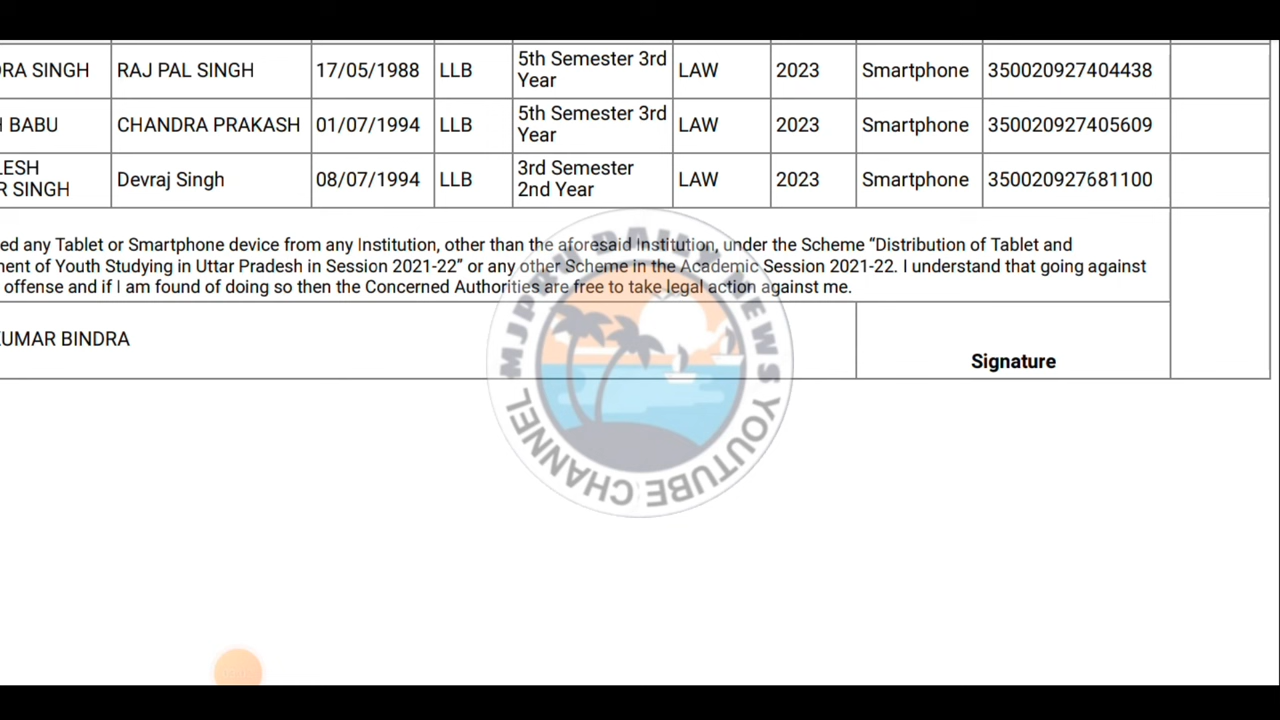 DRA SINGH RAJ PAL SINGH 17/05/1988 LLB 5th Semester 3rd Year LAW 2023 Smartphone 350020927404438
H BABU CHANDRA PRAKASH 01/07/1994 LLB 5th Semester 3rd Year LAW 2023 Smartphone 350020927405609
LESH R SINGH Devraj Singh 08/07/1994 LLB 3rd Semester 2nd Year LAW 2023 Smartphone 350020927681100
ed any Tablet or Smartphone device from any Institution, other than the aforesaid Institution, under the Scheme “Distribution of Tablet and
nent of Youth Studying in Uttar Pradesh in Session 2021-22” or any other Scheme in the Academic Session 2021-22. I understand that going against
offense and if I am found of doing so then the Concerned Authorities are free to take legal action against me.
KUMAR BINDRA
Signature
MJPRU DAILY NEWS YOUTUBE CHANNEL